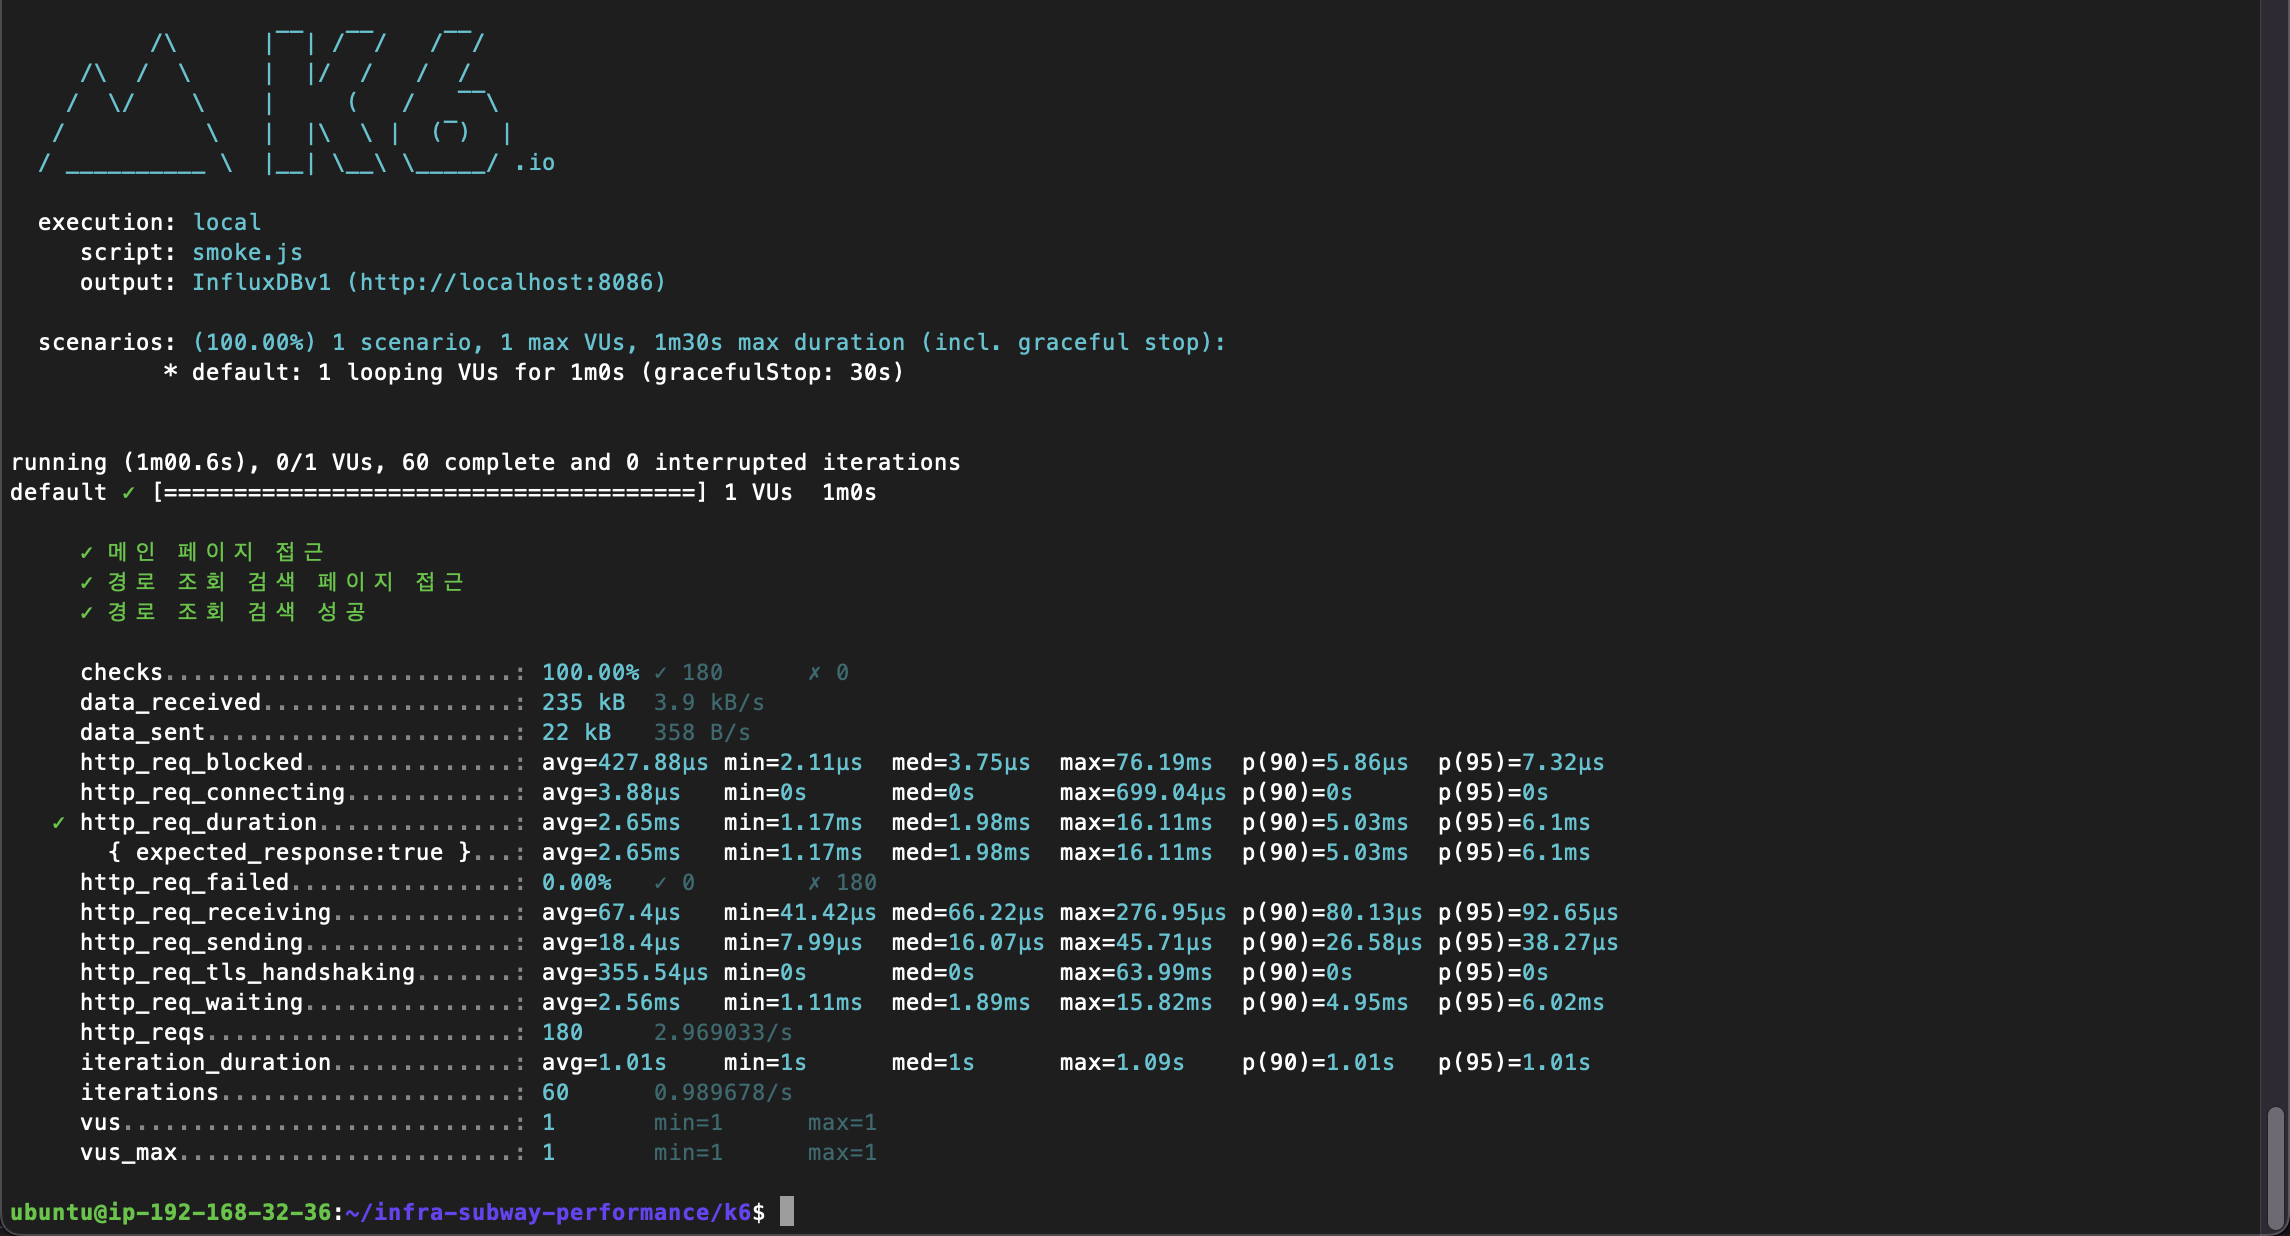 /\      |‾‾| /‾‾/   /‾‾/
/\  /  \     |  |/  /   /  /
/  \/    \    |     (   /   ‾‾\
/          \   |  |\  \ |  (‾)  |
/ __________ \  |__| \__\ \_____/ .io
execution: local
script: smoke.js
output: InfluxDBv1 (http://localhost:8086)
scenarios: (100.00%) 1 scenario, 1 max VUs, 1m30s max duration (incl. graceful stop):
* default: 1 looping VUs for 1m0s (gracefulStop: 30s)
running (1m00.6s), 0/1 VUs, 60 complete and 0 interrupted iterations
default ✓ [======================================] 1 VUs  1m0s
✓ 메인 페이지 접근
✓ 경로 조회 검색 페이지 접근
✓ 경로 조회 검색 성공
checks.........................: 100.00% ✓ 180      ✗ 0
data_received..................: 235 kB  3.9 kB/s
data_sent......................: 22 kB   358 B/s
http_req_blocked...............: avg=427.88µs min=2.11µs  med=3.75µs  max=76.19ms  p(90)=5.86µs  p(95)=7.32µs
http_req_connecting............: avg=3.88µs   min=0s      med=0s      max=699.04µs p(90)=0s      p(95)=0s
✓ http_req_duration..............: avg=2.65ms   min=1.17ms  med=1.98ms  max=16.11ms  p(90)=5.03ms  p(95)=6.1ms
{ expected_response:true }...: avg=2.65ms   min=1.17ms  med=1.98ms  max=16.11ms  p(90)=5.03ms  p(95)=6.1ms
http_req_failed................: 0.00%   ✓ 0        ✗ 180
http_req_receiving.............: avg=67.4µs   min=41.42µs med=66.22µs max=276.95µs p(90)=80.13µs p(95)=92.65µs
http_req_sending...............: avg=18.4µs   min=7.99µs  med=16.07µs max=45.71µs  p(90)=26.58µs p(95)=38.27µs
http_req_tls_handshaking.......: avg=355.54µs min=0s      med=0s      max=63.99ms  p(90)=0s      p(95)=0s
http_req_waiting...............: avg=2.56ms   min=1.11ms  med=1.89ms  max=15.82ms  p(90)=4.95ms  p(95)=6.02ms
http_reqs......................: 180     2.969033/s
iteration_duration.............: avg=1.01s    min=1s      med=1s      max=1.09s    p(90)=1.01s   p(95)=1.01s
iterations.....................: 60      0.989678/s
vus............................: 1       min=1      max=1
vus_max........................: 1       min=1      max=1
ubuntu@ip-192-168-32-36:~/infra-subway-performance/k6$